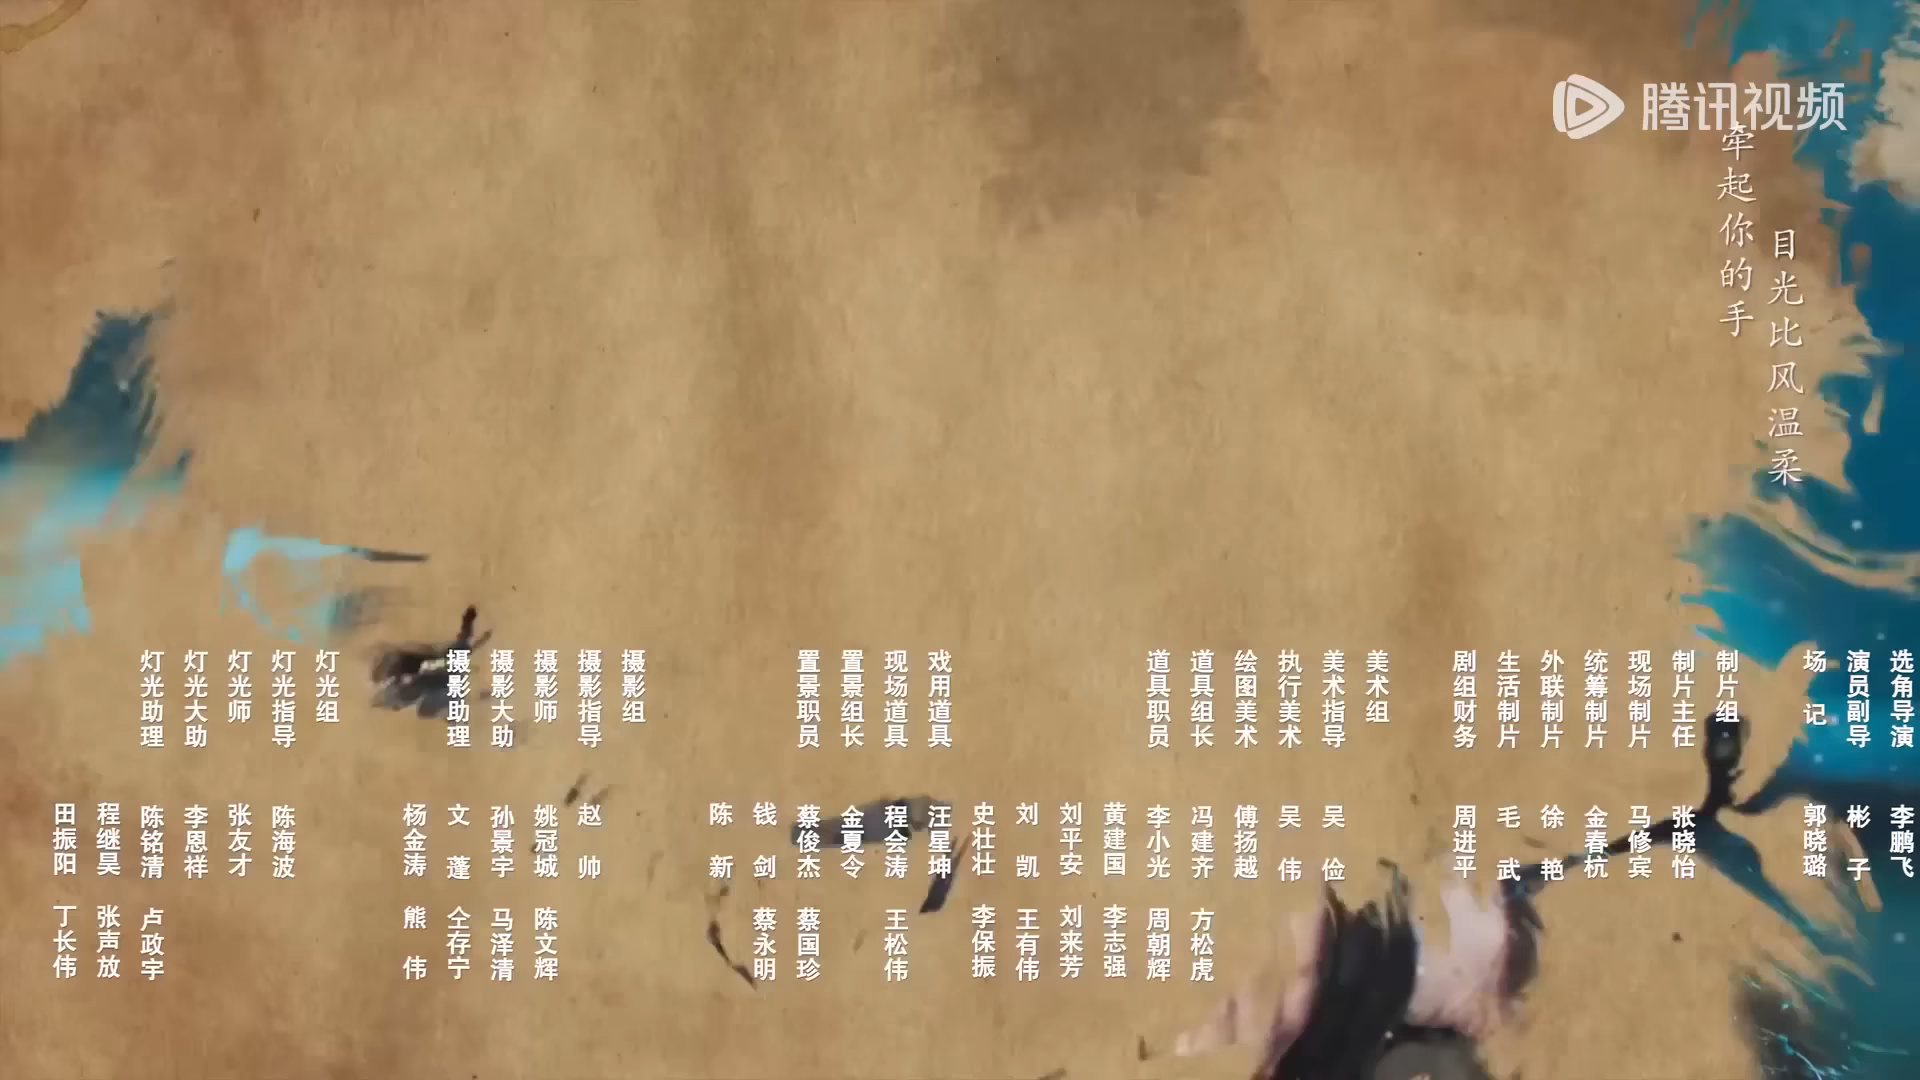 腾讯视频
目光比风温柔
牵起你的手
选角导演
李鹏飞
演员副导
彬 子
场 记
郭晓璐
制片组
制片主任
张晓怡
现场制片
马修宾
统筹制片
金春杭
外联制片
徐 艳
生活制片
毛 武
剧组财务
周进平
美术组
美术指导
吴 俭
执行美术
吴 伟
绘图美术
傅扬越
道具组长
冯建齐 方松虎
道具职员
李小光 周朝辉
黄建国 李志强
刘平安 刘来芳
刘 凯 王有伟
史壮壮 李保振
戏用道具
汪星坤
现场道具
程会涛 王松伟
置景组长
金夏令
置景职员
蔡俊杰 蔡国珍
钱 剑 蔡永明
陈 新
摄影组
摄影指导
赵 帅
摄影师
姚冠城 陈文辉
摄影大助
孙景宇 马泽清
摄影助理
文 蓬 仝存宁
杨金涛 熊 伟
灯光组
灯光指导
陈海波
灯光师
张友才
灯光大助
李恩祥
灯光助理
陈铭清 卢政宇
程继昊 张声放
田振阳 丁长伟